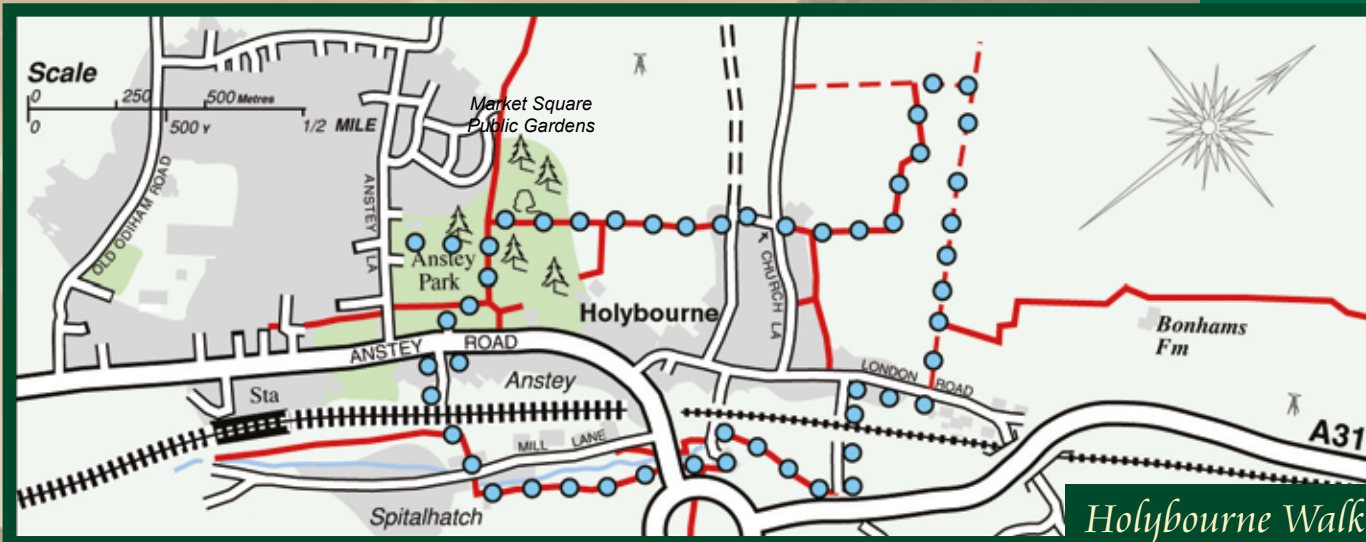 Scale
0 250 500 Metres
0 500 Y 1/2 MILE
Market Square
Public Gardens
OLD ODIHAM ROAD
ANSTEY LA
Anstey
Park
CHURCH LA
Holybourne
Bonhams
Fm
ANSTEY ROAD
LONDON ROAD
Sta
Anstey
MILL LANE
A31
Spitalhatch
Holybourne Walk